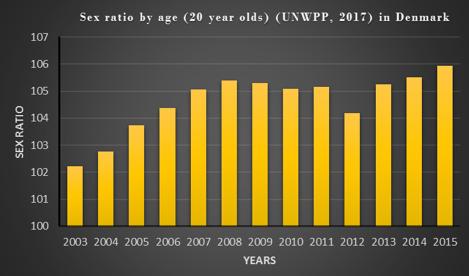 Sex ratio by age (20 year olds) (UNWPP, 2017) in Denmark
107
106
105
104
103
102
101
100
SEX RATIO
2003 2004 2005 2006 2007 2008 2009 2010 2011 2012 2013 2014 2015
YEARS